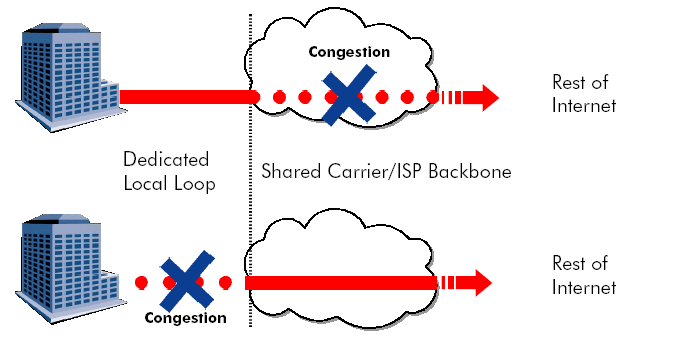 Congestion
Rest of
Internet
Dedicated
Local Loop
Shared Carrier/ISP Backbone
Rest of
Internet
Congestion